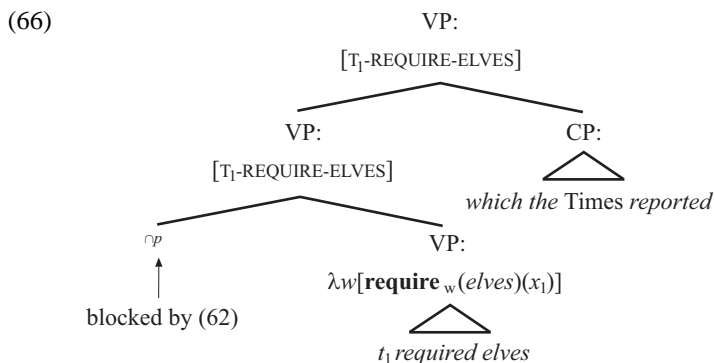 (66)
VP:
[T₁-REQUIRE-ELVES]
VP: CP:
[T₁-REQUIRE-ELVES]
which the Times reported
∩p VP:
λw[require w(elves)(x₁)]
blocked by (62)
t₁ required elves